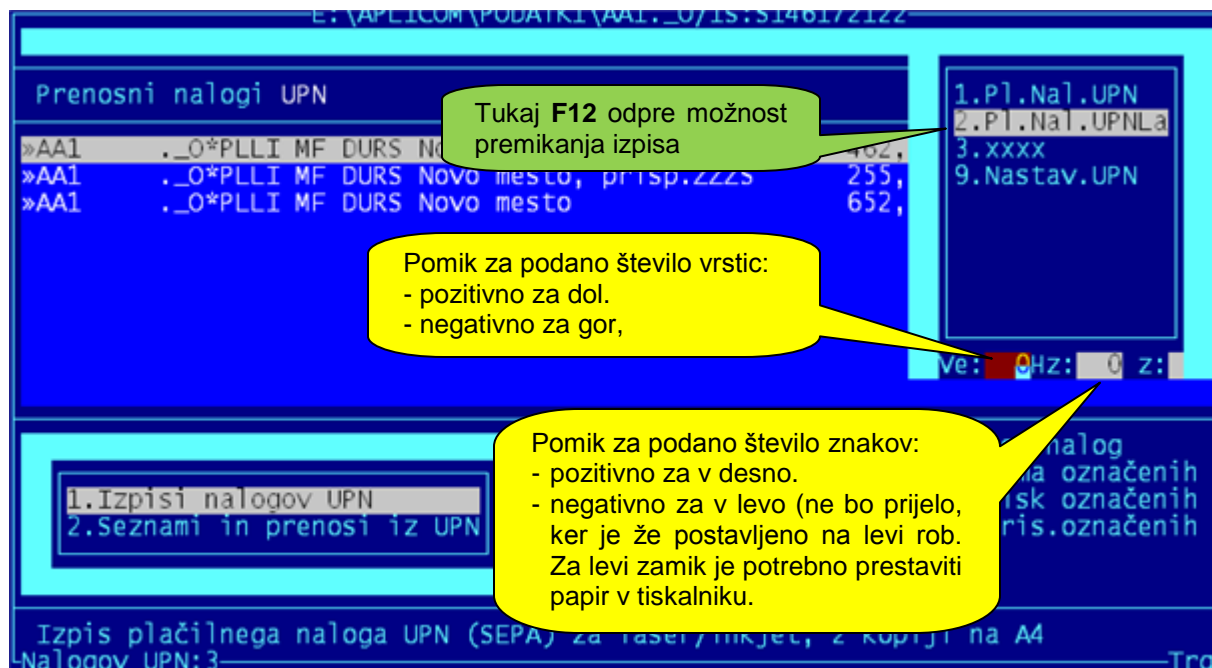 E:\APLICOM\PODATKI\AA1._O/IS:S146172122
Prenosni nalogi UPN
Tukaj F12 odpre možnost
premikanja izpisa
1.Pl.Nal.UPN
2.Pl.Nal.UPNLa
3.xxxx
9.Nastav.UPN
»AA1 ._O*PLLI MF DURS No 462,
»AA1 ._O*PLLI MF DURS Novo mesto, prisp.ZZZS 255,
»AA1 ._O*PLLI MF DURS Novo mesto 652,
Pomik za podano število vrstic:
- pozitivno za dol.
- negativno za gor,
Ve: 0Hz: 0 z:
Pomik za podano število znakov:
- pozitivno za v desno.
- negativno za v levo (ne bo prijelo,
ker je že postavljeno na levi rob.
Za levi zamik je potrebno prestaviti
papir v tiskalniku.
nalog
a označenih
isk označenih
ris.označenih
1.Izpisi nalogov UPN
2.Seznami in prenosi iz UPN
Izpis plačilnega naloga UPN (SEPA) za laser/inkjet, 2 kopiji na A4
Nalogov UPN:3 Trg